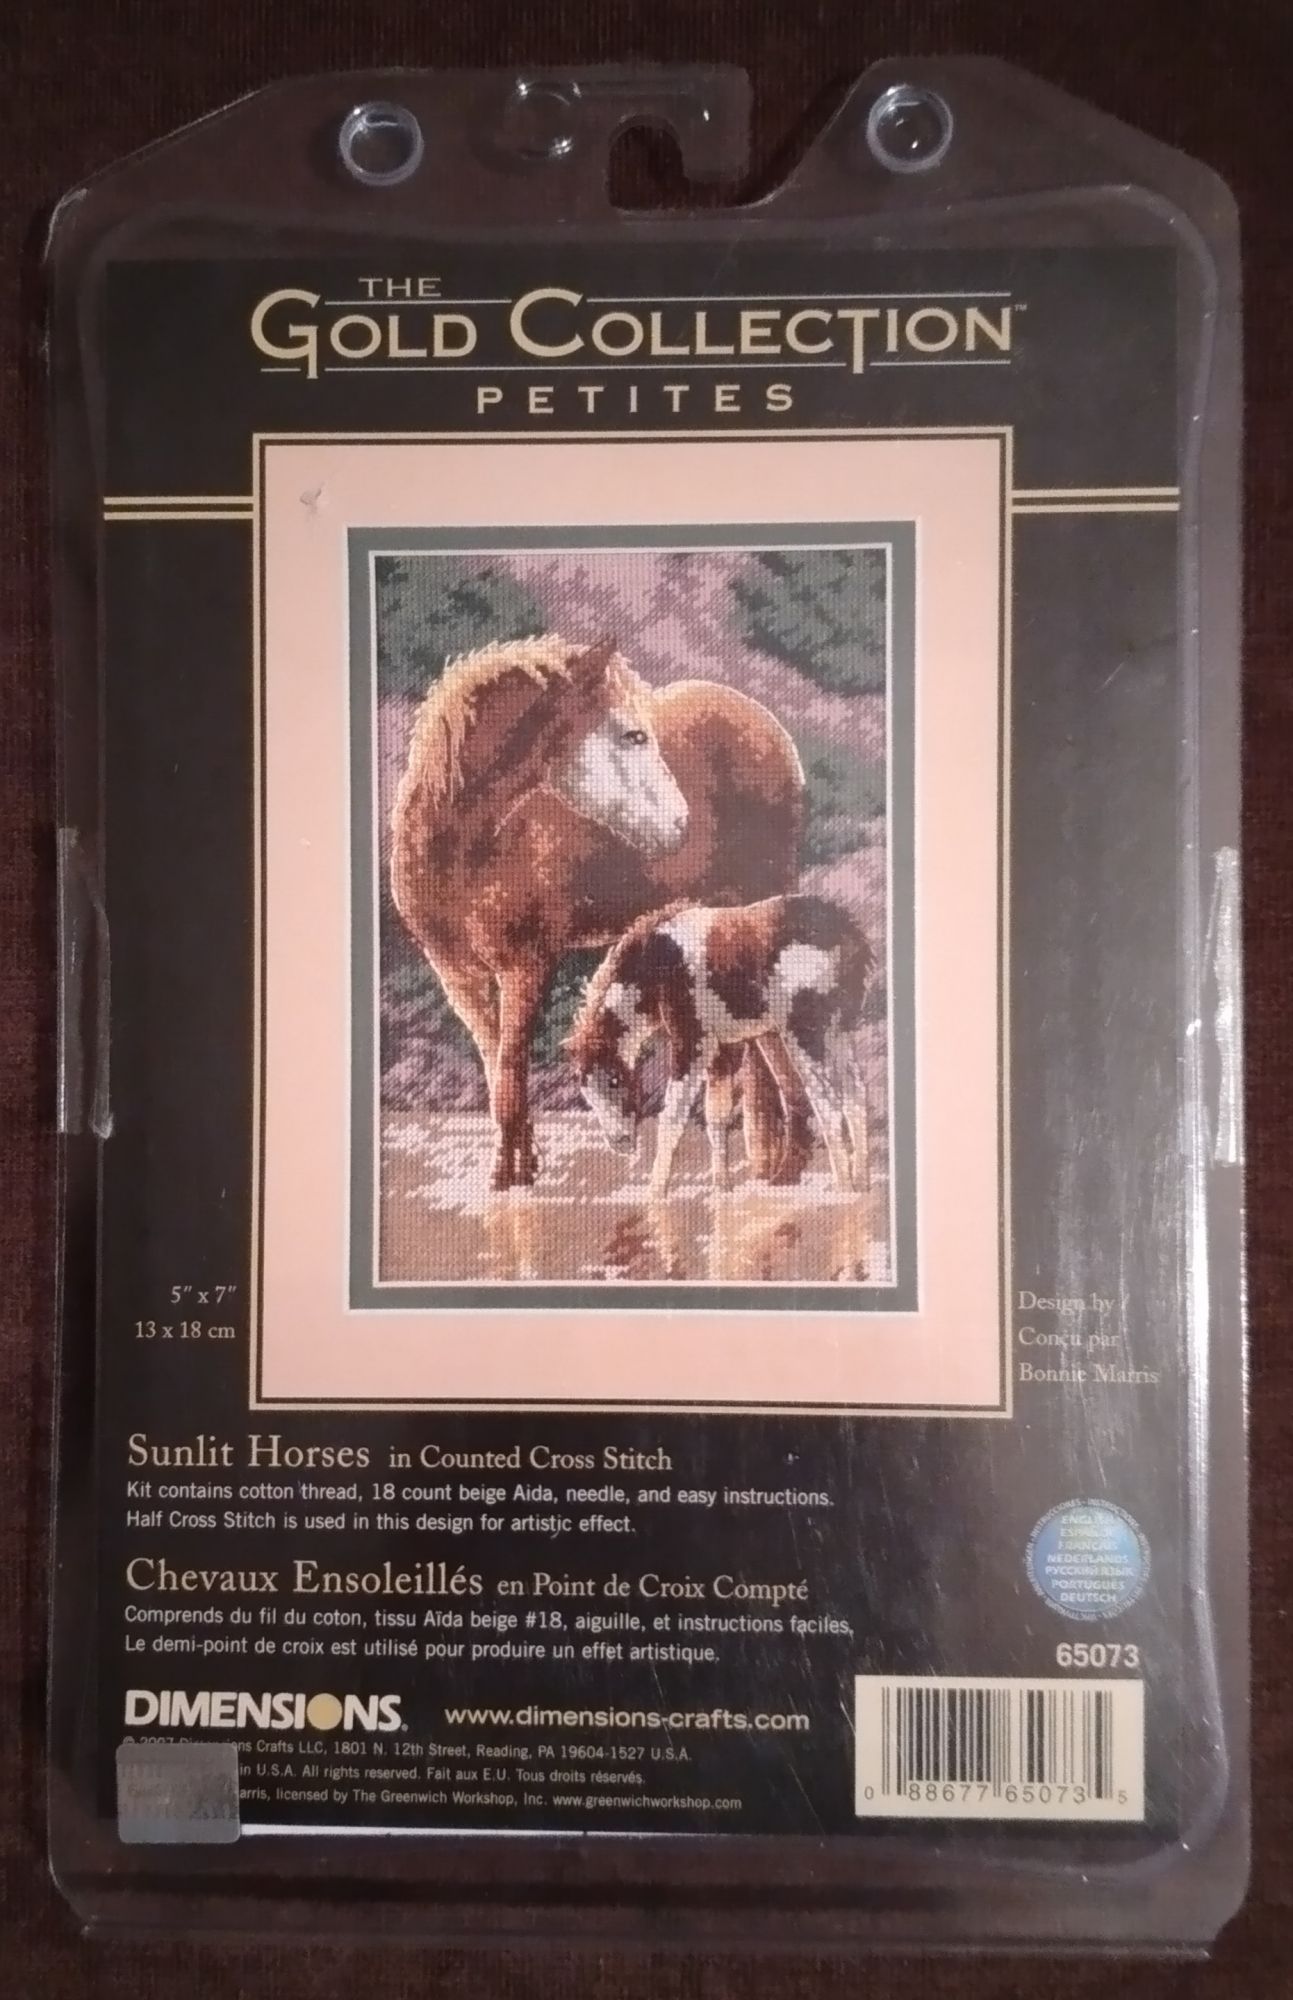 THE
GOLD COLLECTION™
PETITES
5" x 7"
13 x 18 cm
Design by /
Conçu par
Bonnie Marris
Sunlit Horses in Counted Cross Stitch
Kit contains cotton thread, 18 count beige Aida, needle, and easy instructions.
Half Cross Stitch is used in this design for artistic effect.
Chevaux Ensoleillés en Point de Croix Compté
Comprends du fil du coton, tissu Aïda beige #18, aiguille, et instructions faciles.
Le demi-point de croix est utilisé pour produire un effet artistique.
ENGLISH
ESPAÑOL
FRANÇAIS
NEDERLANDS
РУССКИЙ ЯЗЫК
PORTUGUÊS
DEUTSCH
65073
DIMENSIONS® www.dimensions-crafts.com
© 2007 Crafts LLC, 1801 N. 12th Street, Reading, PA 19604-1527 U.S.A.
in U.S.A. All rights reserved. Fait aux E.U. Tous droits réservés.
arris, licensed by The Greenwich Workshop, Inc. www.greenwichworkshop.com
0 88677 65073 5